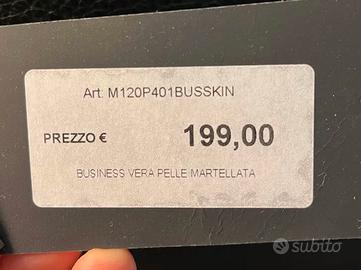 Art: M120P401BUSSKIN
PREZZO € 199,00
BUSINESS VERA PELLE MARTELLATA
subito